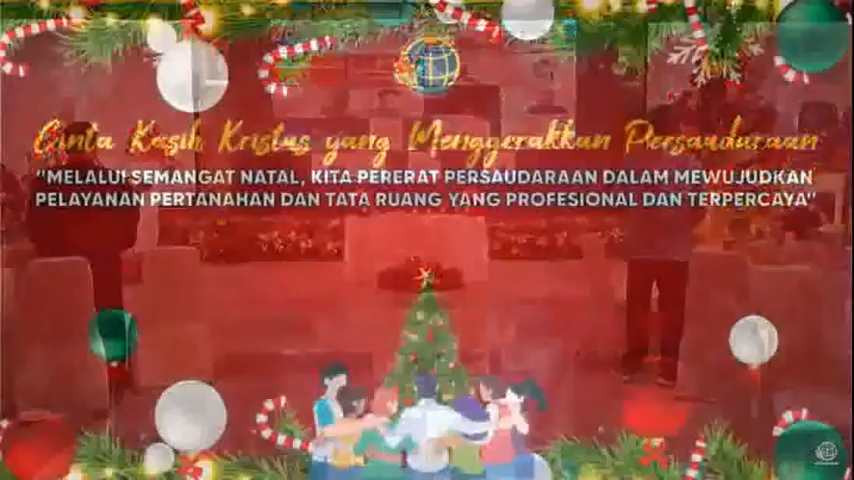 Cinta Kasih Kristus yang Menggerakkan Persaudaraan
"MELALUI SEMANGAT NATAL, KITA PERERAT PERSAUDARAAN DALAM MEWUJUDKAN
PELAYANAN PERTANAHAN DAN TATA RUANG YANG PROFESIONAL DAN TERPERCAYA"